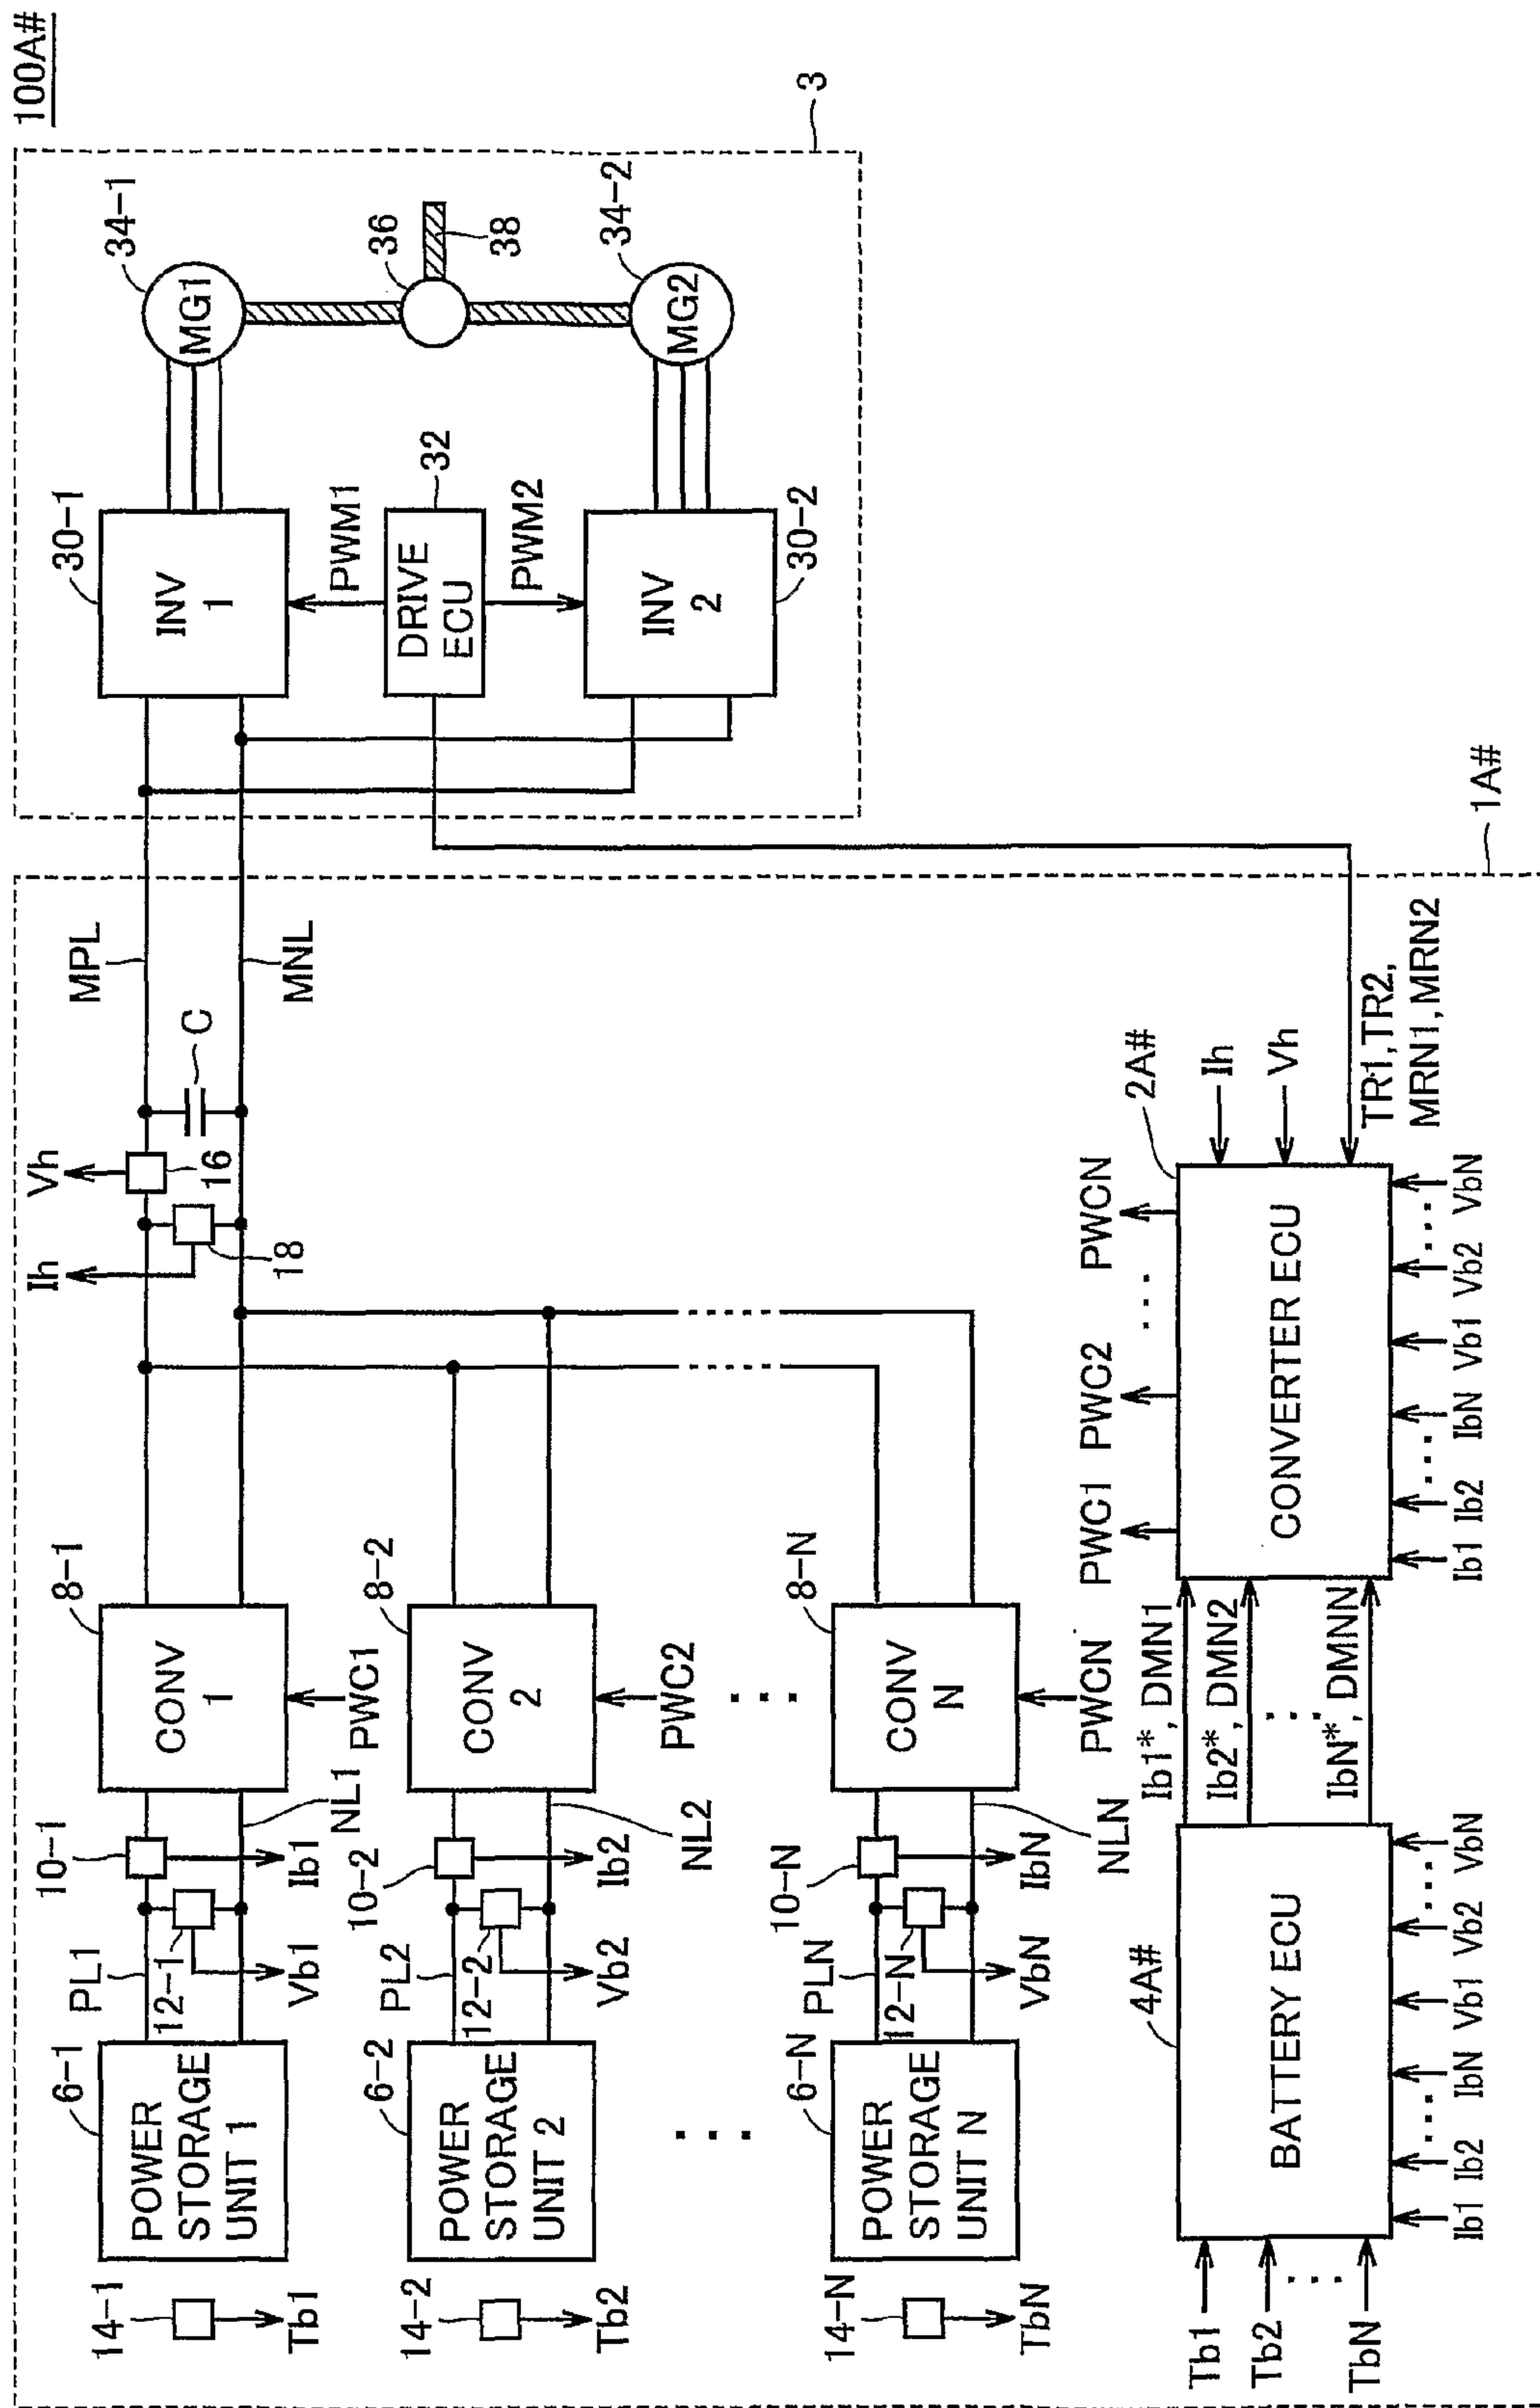 100A#
34-1
MG1
36
38
34-2
MG2
3
30-1
INV
1
PWM1
32
DRIVE
ECU
PWM2
INV
2
30-2
1A#
MPL
MNL
C
Vh
16
Ih
18
8-1
CONV
1
PWC1
8-2
CONV
2
PWC2
8-N
CONV
N
PWCN
10-1
NL1
Ib1
PL1
12-1
Vb1
10-2
NL2
Ib2
PL2
12-2
Vb2
10-N
NLN
IbN
PLN
12-N
VbN
6-1
POWER
STORAGE
UNIT 1
6-2
POWER
STORAGE
UNIT 2
6-N
POWER
STORAGE
UNIT N
14-1
Tb1
14-2
Tb2
14-N
TbN
2A#
Ih
Vh
TR1,TR2,
MRN1,MRN2
PWC1 PWC2 ··· PWCN
CONVERTER ECU
Ib1 Ib2 ··· IbN Vb1 Vb2 ··· VbN
Ib1*, DMN1
Ib2*, DMN2
IbN*, DMNN
4A#
BATTERY ECU
Tb1
Tb2
TbN
Ib1 Ib2 ··· IbN Vb1 Vb2 ··· VbN